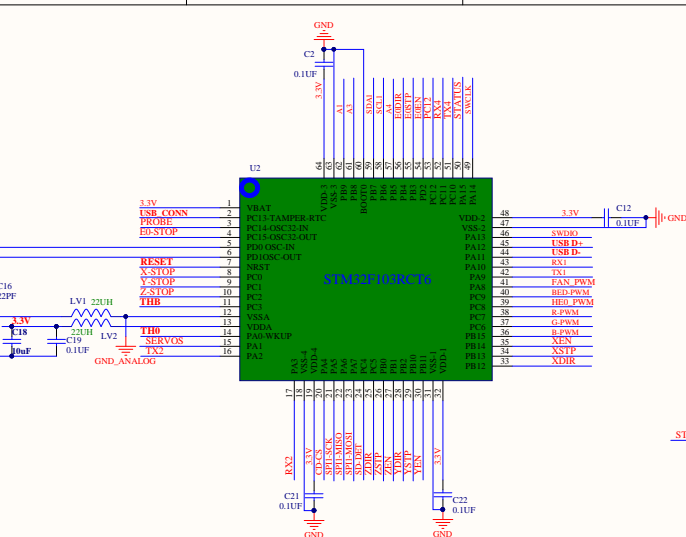 GND
C2
0.1UF
3.3V
A1
A3
SDA1
SCL1
A4
E0DIR
E0STP
E0EN
PC12
RX4
TX4
STATUS
SWCLK
64
63
62
61
60
59
58
57
56
55
54
53
52
51
50
49
U2
VDD-3
VSS-3
PB9
PB8
BOOT0
PB7
PB6
PB5
PB4
PB3
PD2
PC12
PC11
PC10
PA15
PA14
3.3V 1 VBAT
USB_CONN 2 PC13-TAMPER-RTC
PROBE 3 PC14-OSC32-IN
E0-STOP 4 PC15-OSC32-OUT
5 PD0 OSC-IN
6 PD1OSC-OUT
RESET 7 NRST
X-STOP 8 PC0
Y-STOP 9 PC1
Z-STOP 10 PC2
THB 11 PC3
12 VSSA
13 VDDA
TH0 14 PA0-WKUP
SERVOS 15 PA1
TX2 16 PA2
STM32F103RCT6
VDD-2 48 3.3V
VSS-2 47
PA13 46 SWDIO
PA12 45 USB D+
PA11 44 USB D-
PA10 43 RX1
PA9 42 TX1
PA8 41 FAN_PWM
PC9 40 BED-PWM
PC8 39 HE0_PWM
PC7 38 R-PWM
PC6 37 G-PWM
PB15 36 B-PWM
PB14 35 XEN
PB13 34 XSTP
PB12 33 XDIR
C12
0.1UF
GND
C16
22PF
LV1 22UH
3.3V
C18
10uF
22UH LV2
C19
0.1UF
GND_ANALOG
PA3
VSS-4
VDD-4
PA4
PA5
PA6
PA7
PC4
PC5
PB0
PB1
PB2
PB10
PB11
VSS-1
VDD-1
17
18
19
20
21
22
23
24
25
26
27
28
29
30
31
32
RX2
3.3V
CD-CS
SPI1-SCK
SPI1-MISO
SPI1-MOSI
SD-DET
ZDIR
ZSTP
ZEN
YDIR
YSTP
YEN
3.3V
C21
0.1UF
GND
C22
0.1UF
GND
ST